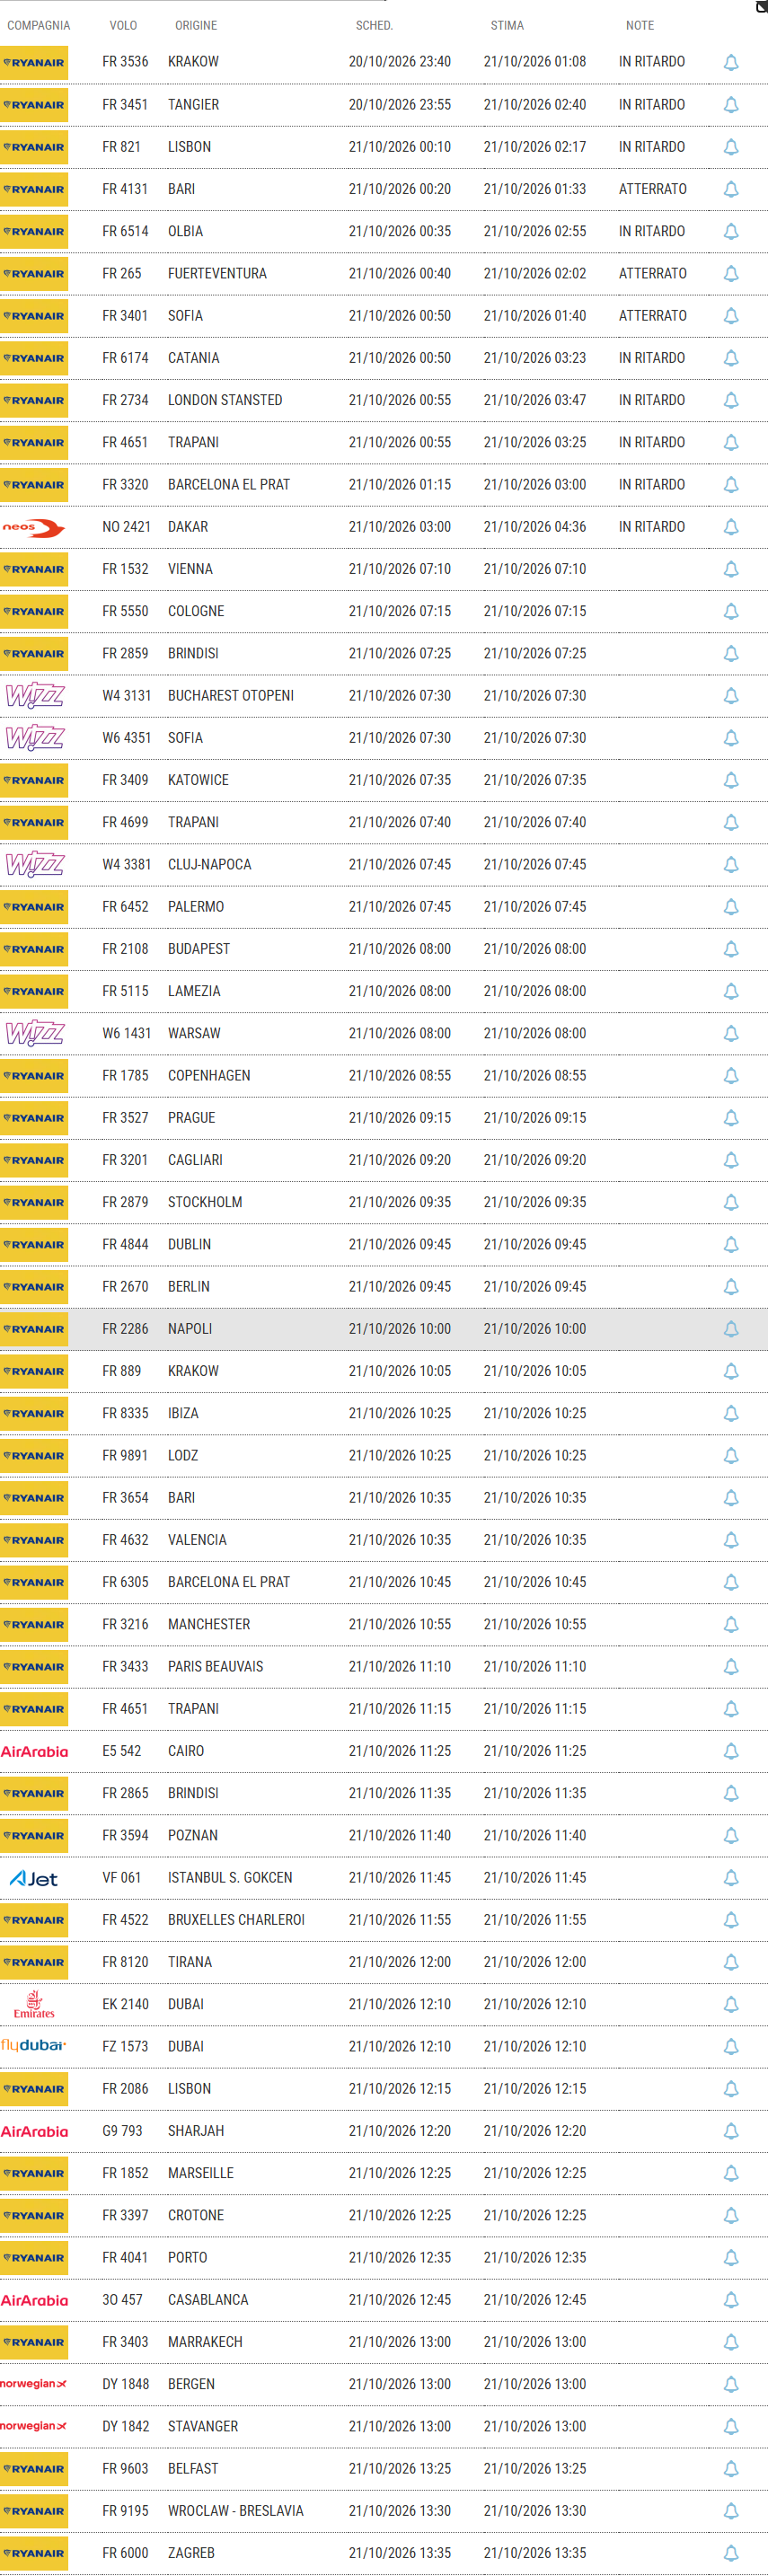 COMPAGNIA VOLO ORIGINE SCHED. STIMA NOTE
RYANAIR FR 3536 KRAKOW 20/10/2026 23:40 21/10/2026 01:08 IN RITARDO
RYANAIR FR 3451 TANGIER 20/10/2026 23:55 21/10/2026 02:40 IN RITARDO
RYANAIR FR 821 LISBON 21/10/2026 00:10 21/10/2026 02:17 IN RITARDO
RYANAIR FR 4131 BARI 21/10/2026 00:20 21/10/2026 01:33 ATTERRATO
RYANAIR FR 6514 OLBIA 21/10/2026 00:35 21/10/2026 02:55 IN RITARDO
RYANAIR FR 265 FUERTEVENTURA 21/10/2026 00:40 21/10/2026 02:02 ATTERRATO
RYANAIR FR 3401 SOFIA 21/10/2026 00:50 21/10/2026 01:40 ATTERRATO
RYANAIR FR 6174 CATANIA 21/10/2026 00:50 21/10/2026 03:23 IN RITARDO
RYANAIR FR 2734 LONDON STANSTED 21/10/2026 00:55 21/10/2026 03:47 IN RITARDO
RYANAIR FR 4651 TRAPANI 21/10/2026 00:55 21/10/2026 03:25 IN RITARDO
RYANAIR FR 3320 BARCELONA EL PRAT 21/10/2026 01:15 21/10/2026 03:00 IN RITARDO
neos NO 2421 DAKAR 21/10/2026 03:00 21/10/2026 04:36 IN RITARDO
RYANAIR FR 1532 VIENNA 21/10/2026 07:10 21/10/2026 07:10
RYANAIR FR 5550 COLOGNE 21/10/2026 07:15 21/10/2026 07:15
RYANAIR FR 2859 BRINDISI 21/10/2026 07:25 21/10/2026 07:25
Wizz W4 3131 BUCHAREST OTOPENI 21/10/2026 07:30 21/10/2026 07:30
Wizz W6 4351 SOFIA 21/10/2026 07:30 21/10/2026 07:30
RYANAIR FR 3409 KATOWICE 21/10/2026 07:35 21/10/2026 07:35
RYANAIR FR 4699 TRAPANI 21/10/2026 07:40 21/10/2026 07:40
Wizz W4 3381 CLUJ-NAPOCA 21/10/2026 07:45 21/10/2026 07:45
RYANAIR FR 6452 PALERMO 21/10/2026 07:45 21/10/2026 07:45
RYANAIR FR 2108 BUDAPEST 21/10/2026 08:00 21/10/2026 08:00
RYANAIR FR 5115 LAMEZIA 21/10/2026 08:00 21/10/2026 08:00
Wizz W6 1431 WARSAW 21/10/2026 08:00 21/10/2026 08:00
RYANAIR FR 1785 COPENHAGEN 21/10/2026 08:55 21/10/2026 08:55
RYANAIR FR 3527 PRAGUE 21/10/2026 09:15 21/10/2026 09:15
RYANAIR FR 3201 CAGLIARI 21/10/2026 09:20 21/10/2026 09:20
RYANAIR FR 2879 STOCKHOLM 21/10/2026 09:35 21/10/2026 09:35
RYANAIR FR 4844 DUBLIN 21/10/2026 09:45 21/10/2026 09:45
RYANAIR FR 2670 BERLIN 21/10/2026 09:45 21/10/2026 09:45
RYANAIR FR 2286 NAPOLI 21/10/2026 10:00 21/10/2026 10:00
RYANAIR FR 889 KRAKOW 21/10/2026 10:05 21/10/2026 10:05
RYANAIR FR 8335 IBIZA 21/10/2026 10:25 21/10/2026 10:25
RYANAIR FR 9891 LODZ 21/10/2026 10:25 21/10/2026 10:25
RYANAIR FR 3654 BARI 21/10/2026 10:35 21/10/2026 10:35
RYANAIR FR 4632 VALENCIA 21/10/2026 10:35 21/10/2026 10:35
RYANAIR FR 6305 BARCELONA EL PRAT 21/10/2026 10:45 21/10/2026 10:45
RYANAIR FR 3216 MANCHESTER 21/10/2026 10:55 21/10/2026 10:55
RYANAIR FR 3433 PARIS BEAUVAIS 21/10/2026 11:10 21/10/2026 11:10
RYANAIR FR 4651 TRAPANI 21/10/2026 11:15 21/10/2026 11:15
AirArabia E5 542 CAIRO 21/10/2026 11:25 21/10/2026 11:25
RYANAIR FR 2865 BRINDISI 21/10/2026 11:35 21/10/2026 11:35
RYANAIR FR 3594 POZNAN 21/10/2026 11:40 21/10/2026 11:40
AJet VF 061 ISTANBUL S. GOKCEN 21/10/2026 11:45 21/10/2026 11:45
RYANAIR FR 4522 BRUXELLES CHARLEROI 21/10/2026 11:55 21/10/2026 11:55
RYANAIR FR 8120 TIRANA 21/10/2026 12:00 21/10/2026 12:00
Emirates EK 2140 DUBAI 21/10/2026 12:10 21/10/2026 12:10
flydubai FZ 1573 DUBAI 21/10/2026 12:10 21/10/2026 12:10
RYANAIR FR 2086 LISBON 21/10/2026 12:15 21/10/2026 12:15
AirArabia G9 793 SHARJAH 21/10/2026 12:20 21/10/2026 12:20
RYANAIR FR 1852 MARSEILLE 21/10/2026 12:25 21/10/2026 12:25
RYANAIR FR 3397 CROTONE 21/10/2026 12:25 21/10/2026 12:25
RYANAIR FR 4041 PORTO 21/10/2026 12:35 21/10/2026 12:35
AirArabia 3O 457 CASABLANCA 21/10/2026 12:45 21/10/2026 12:45
RYANAIR FR 3403 MARRAKECH 21/10/2026 13:00 21/10/2026 13:00
norwegian DY 1848 BERGEN 21/10/2026 13:00 21/10/2026 13:00
norwegian DY 1842 STAVANGER 21/10/2026 13:00 21/10/2026 13:00
RYANAIR FR 9603 BELFAST 21/10/2026 13:25 21/10/2026 13:25
RYANAIR FR 9195 WROCLAW - BRESLAVIA 21/10/2026 13:30 21/10/2026 13:30
RYANAIR FR 6000 ZAGREB 21/10/2026 13:35 21/10/2026 13:35